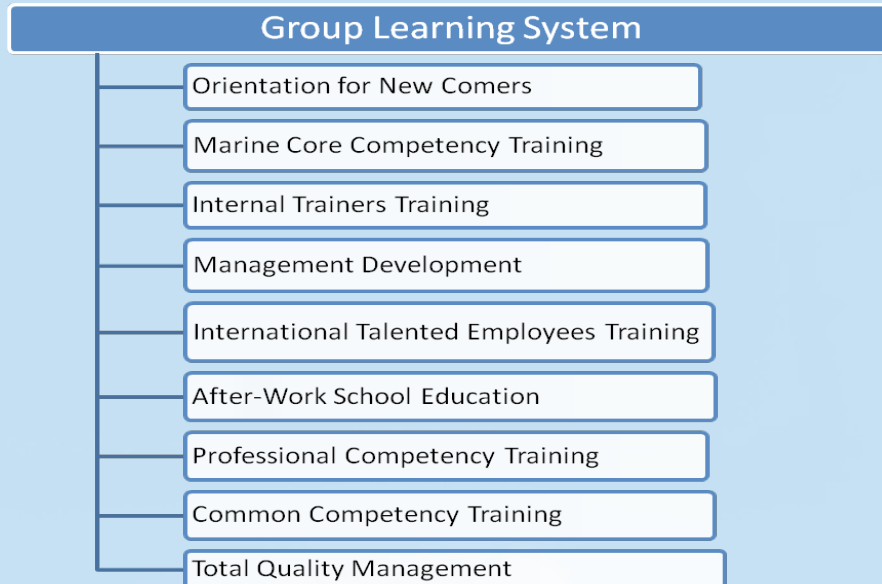 Group Learning System
Orientation for New Comers
Marine Core Competency Training
Internal Trainers Training
Management Development
International Talented Employees Training
After-Work School Education
Professional Competency Training
Common Competency Training
Total Quality Management